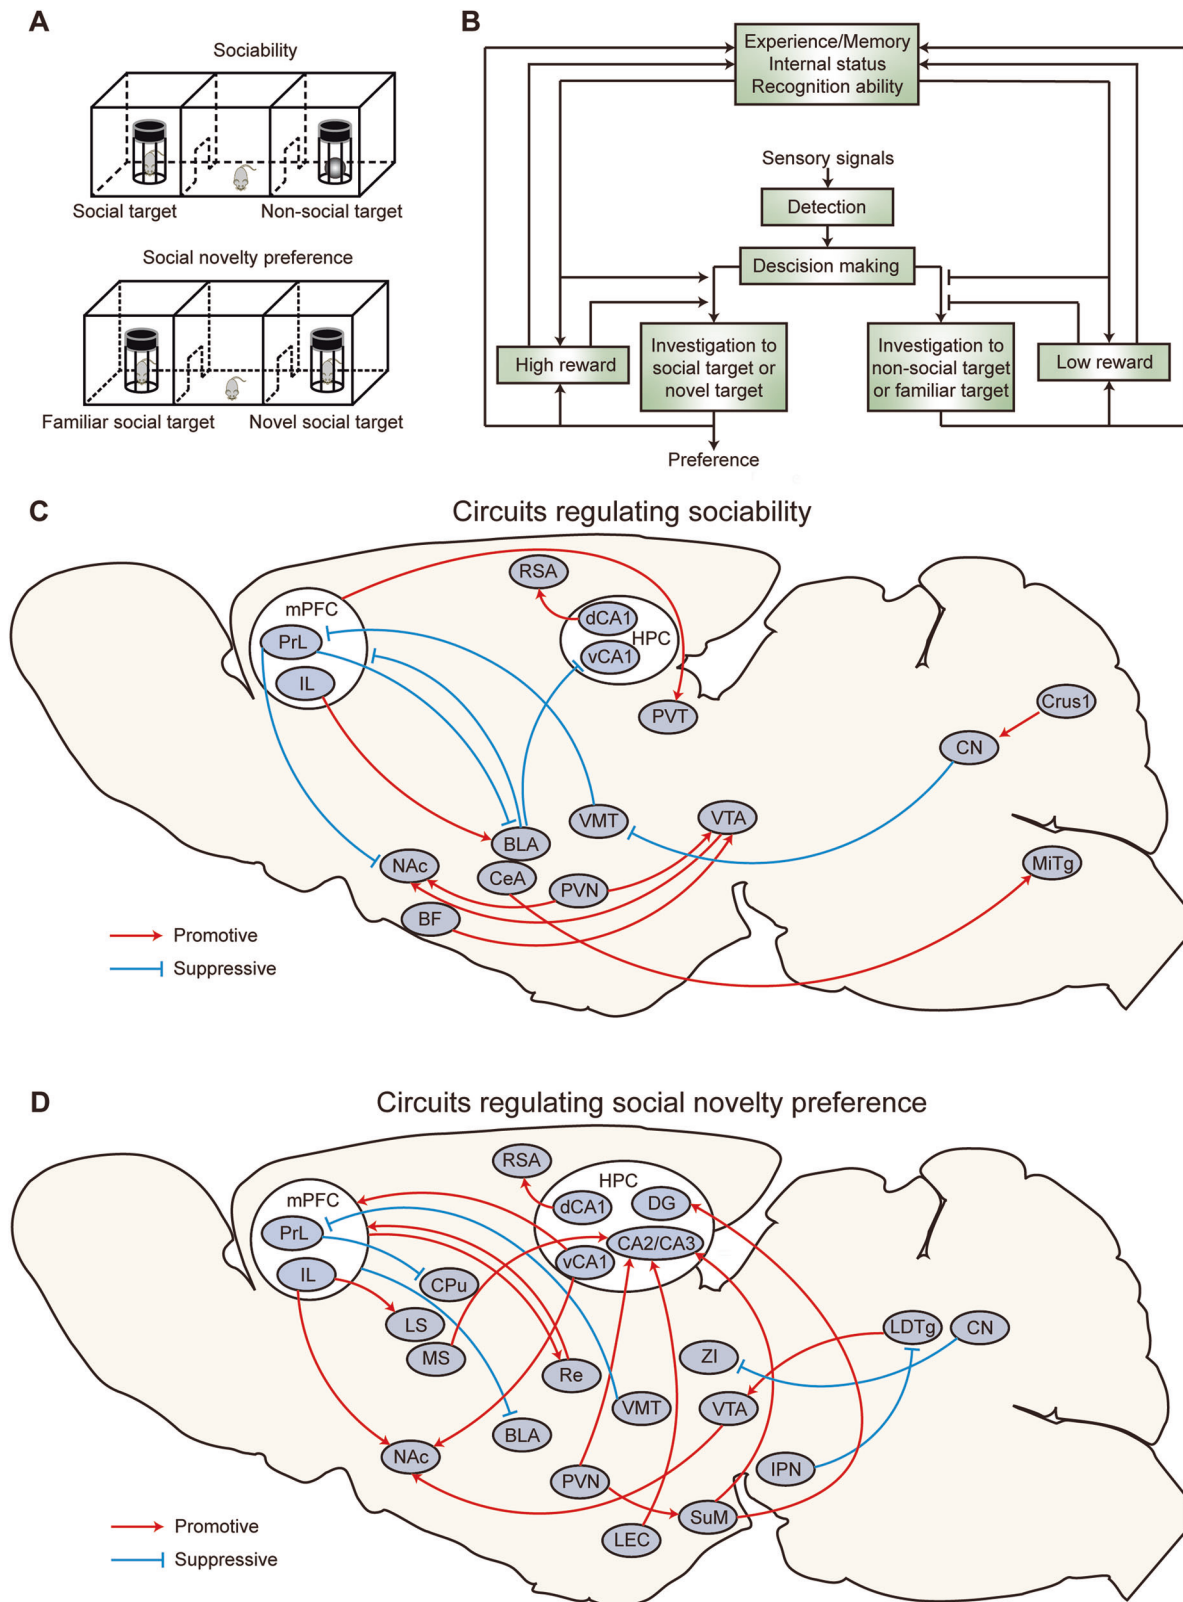 A
Sociability
Social target
Non-social target
Social novelty preference
Familiar social target
Novel social target
B
Experience/Memory
Internal status
Recognition ability
Sensory signals
Detection
Descision making
High reward
Investigation to
social target or
novel target
Investigation to
non-social target
or familiar target
Low reward
Preference
C
Circuits regulating sociability
RSA
mPFC
dCA1
HPC
PrL
vCA1
IL
PVT
Crus1
CN
VMT
VTA
BLA
NAc
CeA
PVN
MiTg
BF
Promotive
Suppressive
D
Circuits regulating social novelty preference
RSA
HPC
mPFC
dCA1
DG
PrL
CA2/CA3
vCA1
IL
CPu
LS
LDTg
CN
MS
ZI
Re
VMT
VTA
BLA
NAc
PVN
IPN
SuM
LEC
Promotive
Suppressive